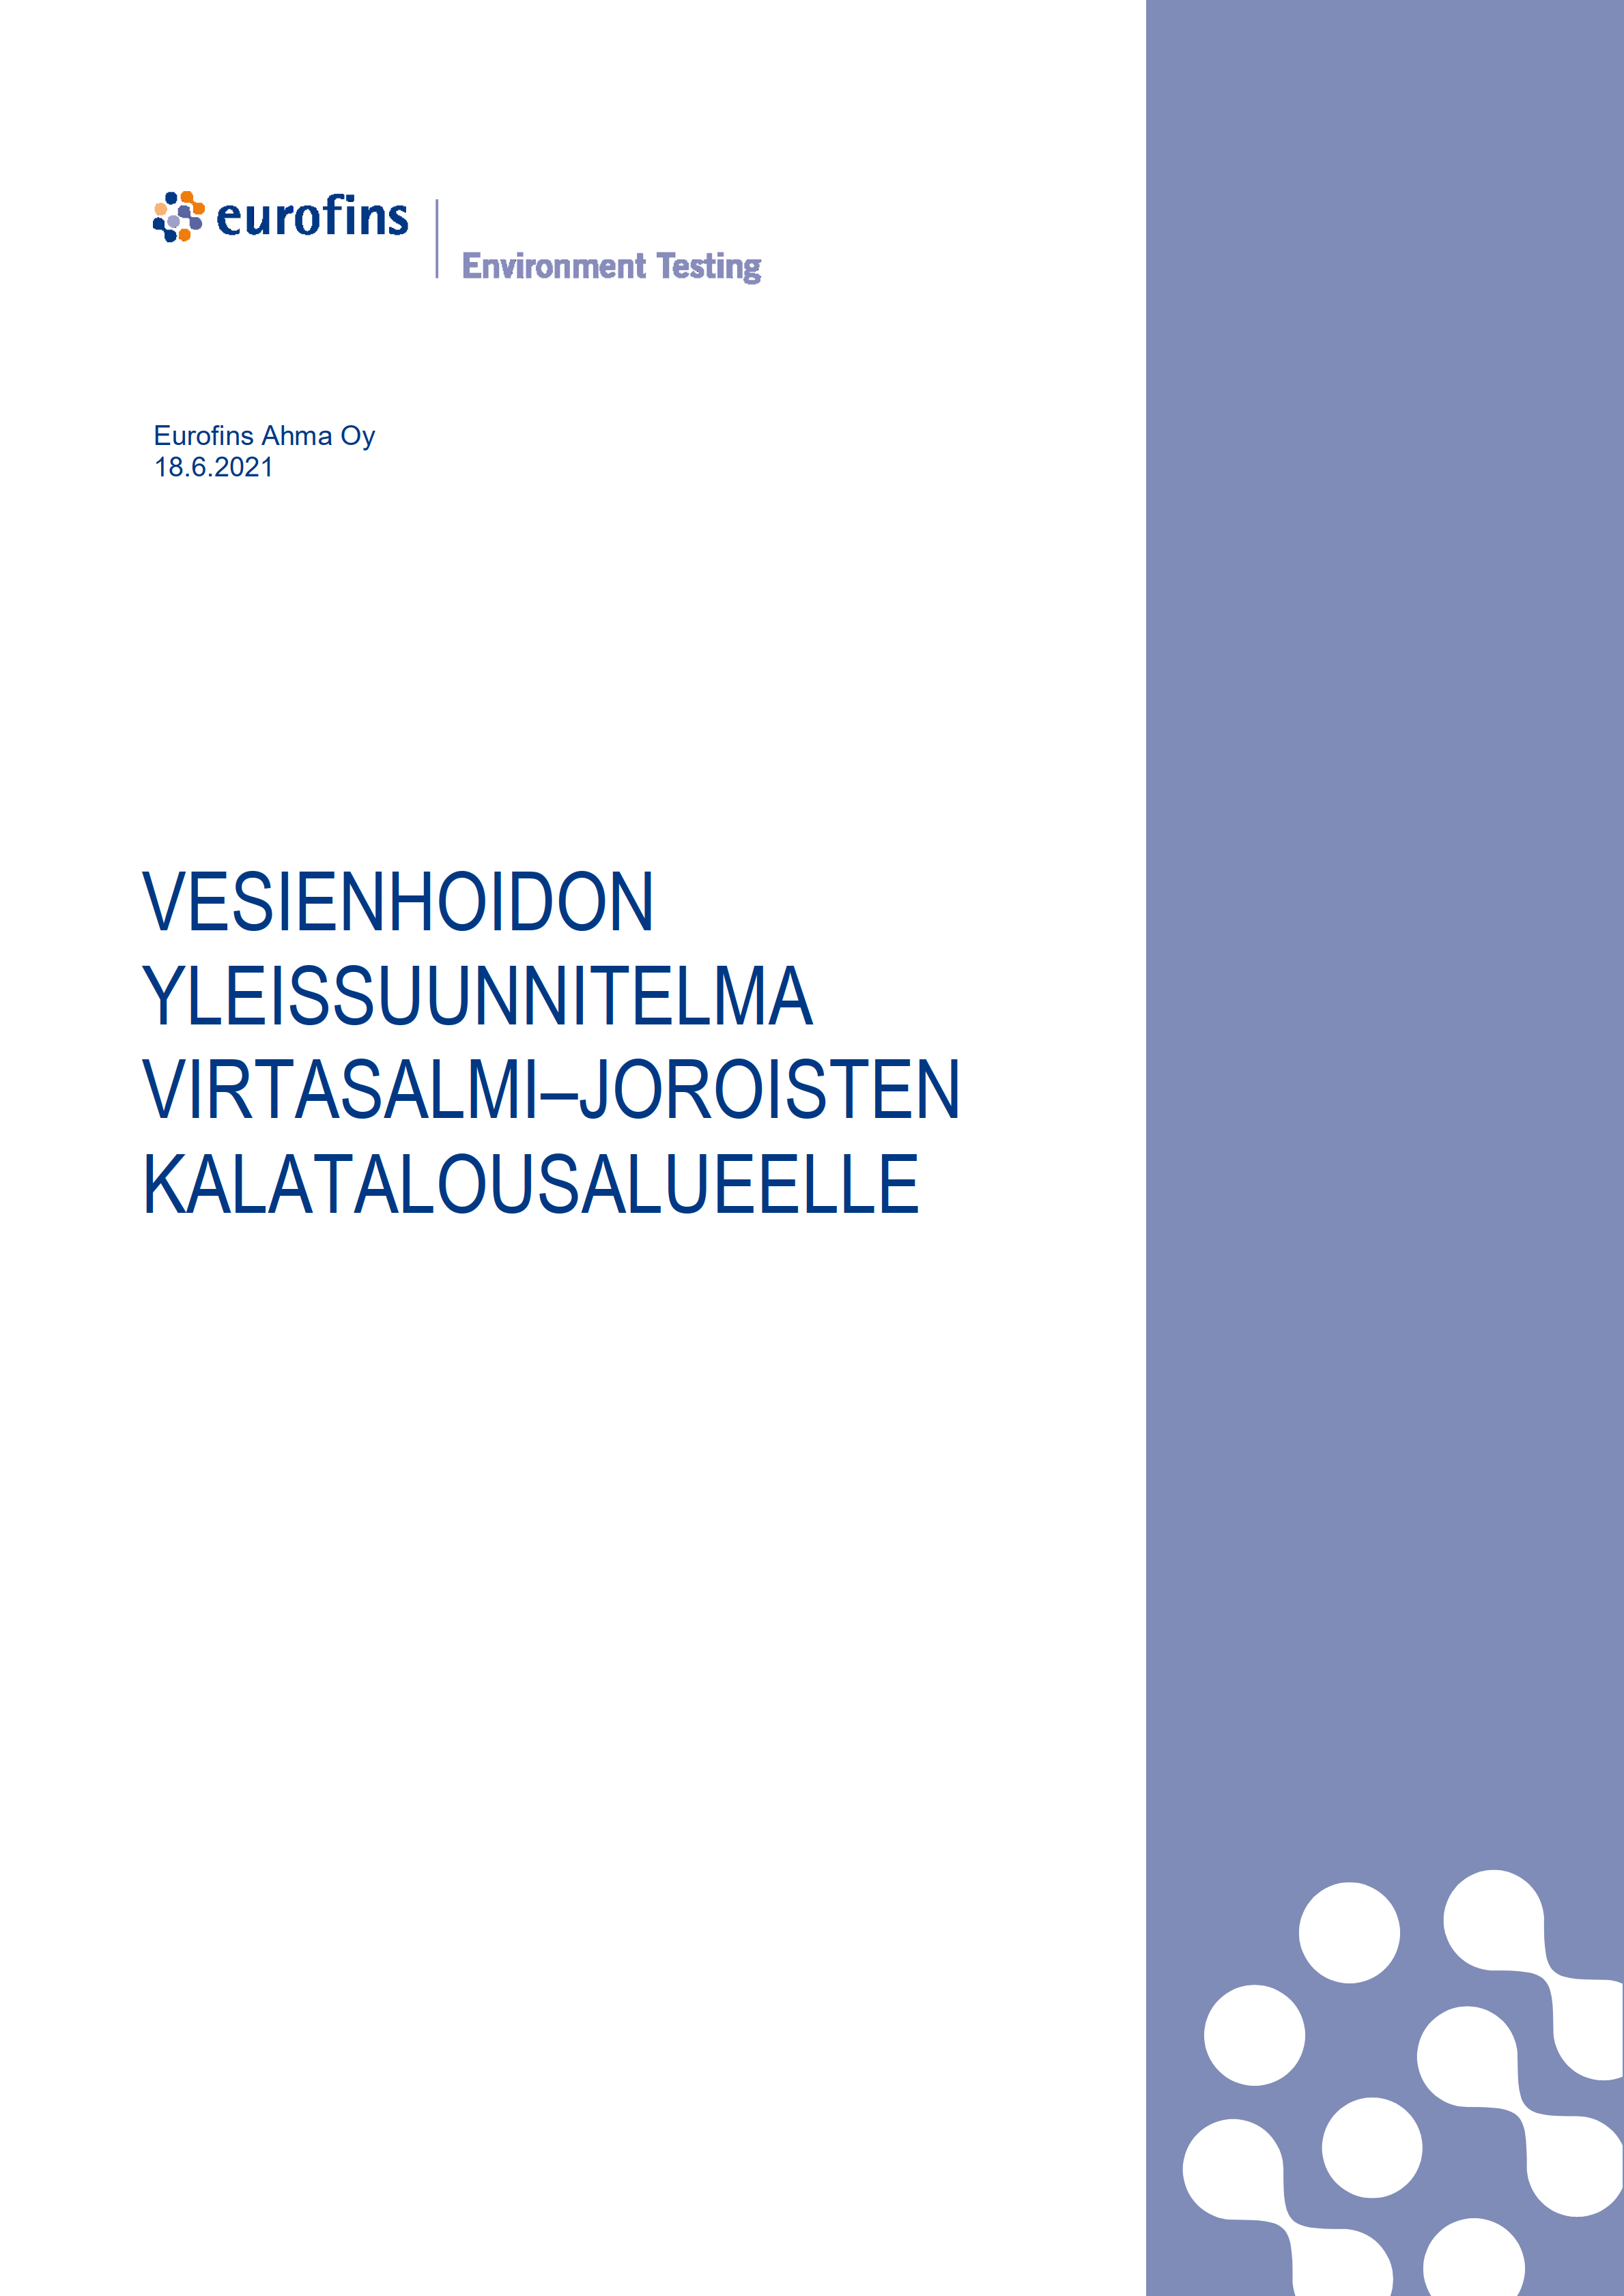 eurofins
Environment Testing
Eurofins Ahma Oy
18.6.2021
VESIENHOIDON
YLEISSUUNNITELMA
VIRTASALMI–JOROISTEN
KALATALOUSALUEELLE